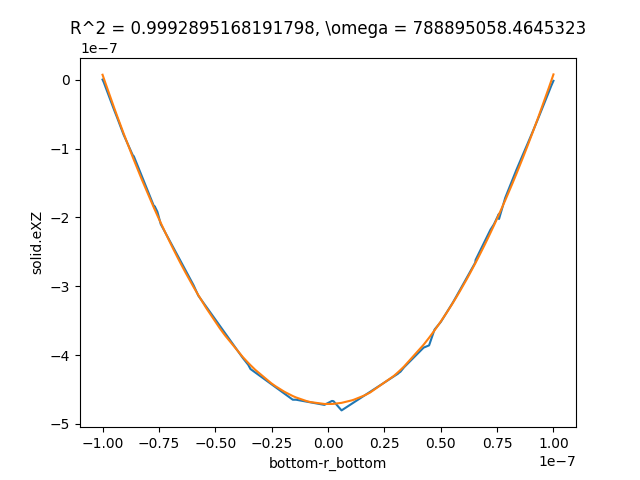 R^2 = 0.9992895168191798, \omega = 788895058.4645323
1e−7
0
−1
−2
−3
−4
−5
solid.eXZ
−1.00 −0.75 −0.50 −0.25 0.00 0.25 0.50 0.75 1.00
bottom-r_bottom
1e−7